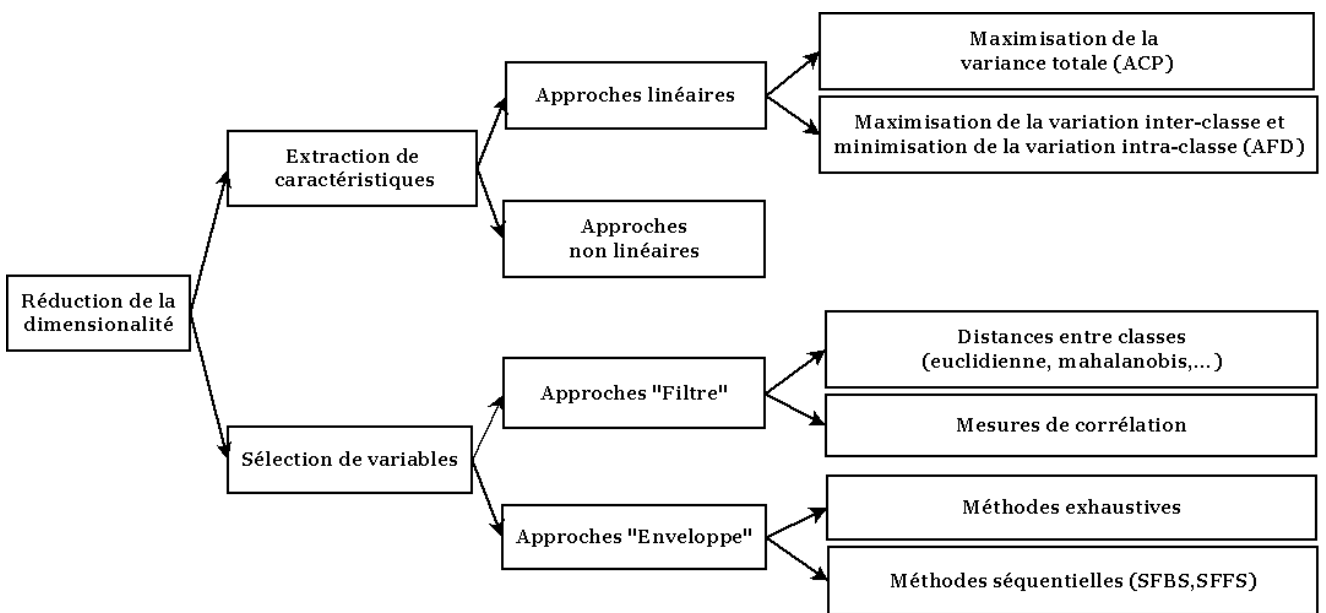 Réduction de la
dimensionalité
Extraction de
caractéristiques
Approches linéaires
Maximisation de la
variance totale (ACP)
Maximisation de la variation inter-classe et
minimisation de la variation intra-classe (AFD)
Approches
non linéaires
Sélection de variables
Approches "Filtre"
Distances entre classes
(euclidienne, mahalanobis,...)
Mesures de corrélation
Approches "Enveloppe"
Méthodes exhaustives
Méthodes séquentielles (SFBS,SFFS)